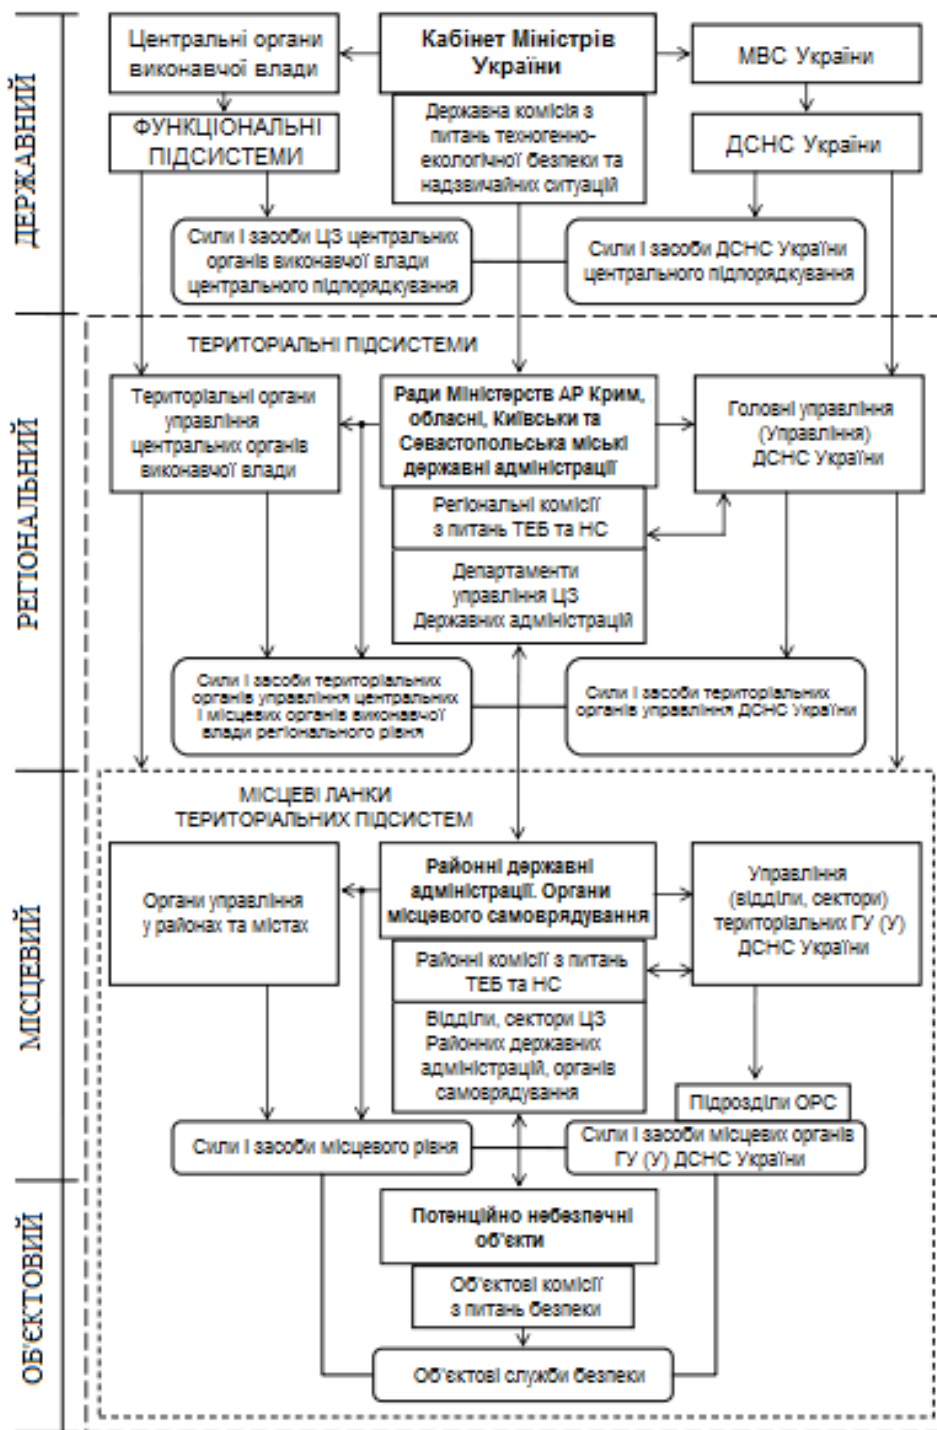 ДЕРЖАВНИЙ
Центральні органи
виконавчої влади
Кабінет Міністрів
України
МВС України
Державна комісія з
питань техногенно-
екологічної безпеки та
надзвичайних ситуацій
ФУНКЦІОНАЛЬНІ
ПІДСИСТЕМИ
ДСНС України
Сили і засоби ЦЗ центральних
органів виконавчої влади
центрального підпорядкування
Сили і засоби ДСНС України
центрального підпорядкування
РЕГІОНАЛЬНИЙ
ТЕРИТОРІАЛЬНІ ПІДСИСТЕМИ
Територіальні органи
управління
центральних органів
виконавчої влади
Ради Міністерств АР Крим,
обласні, Київськи та
Севастопольська міські
державні адміністрації
Головні управління
(Управління)
ДСНС України
Регіональні комісії
з питань ТЕБ та НС
Департаменти
управління ЦЗ
Державних адміністрацій
Сили і засоби територіальних
органів управління центральних
і місцевих органів виконавчої
влади регіонального рівня
Сили і засоби територіальних
органів управління ДСНС України
МІСЦЕВИЙ
МІСЦЕВІ ЛАНКИ
ТЕРИТОРІАЛЬНИХ ПІДСИСТЕМ
Органи управління
у районах та містах
Районні державні
адміністрації. Органи
місцевого самоврядування
Управління
(відділи, сектори)
територіальних ГУ (У)
ДСНС України
Районні комісії з питань
ТЕБ та НС
Відділи, сектори ЦЗ
Районних державних
адміністрацій, органів
самоврядування
Підрозділи ОРС
Сили і засоби місцевого рівня
Сили і засоби місцевих органів
ГУ (У) ДСНС України
ОБ'ЄКТОВИЙ
Потенційно небезпечні
об'єкти
Об'єктові комісії
з питань безпеки
Об'єктові служби безпеки